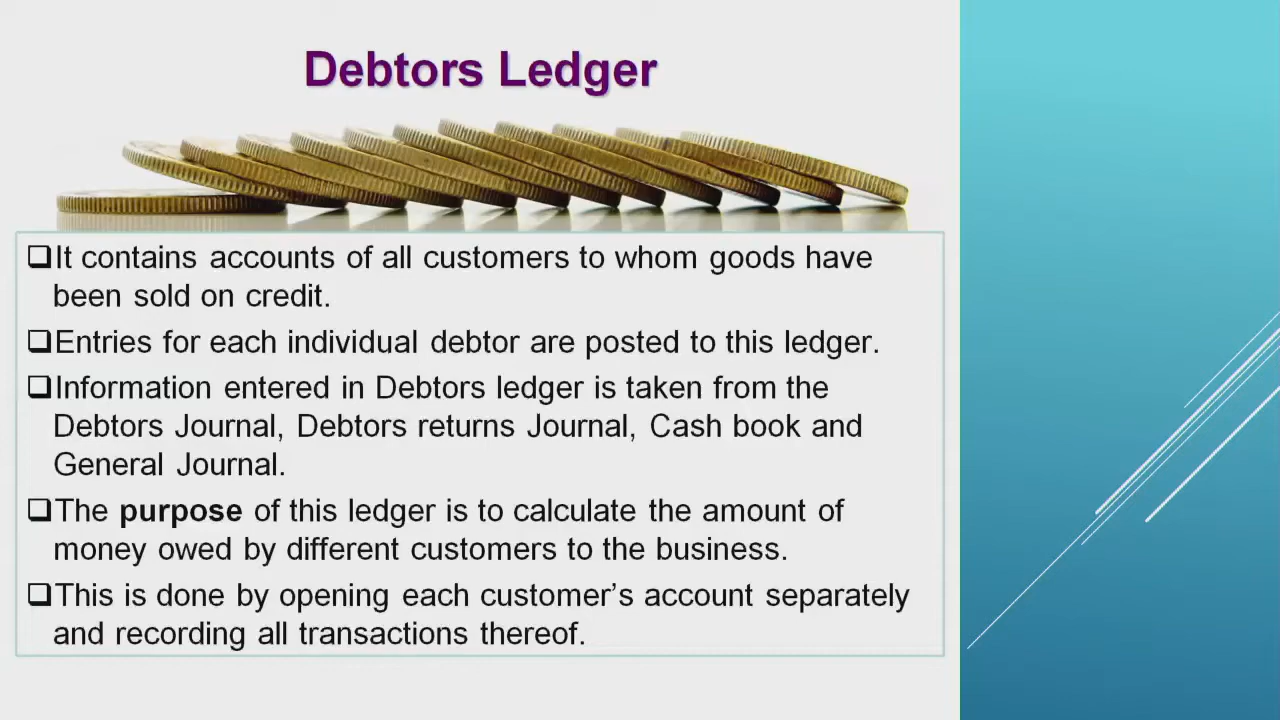 Debtors Ledger
❑It contains accounts of all customers to whom goods have
been sold on credit.
❑Entries for each individual debtor are posted to this ledger.
❑Information entered in Debtors ledger is taken from the
Debtors Journal, Debtors returns Journal, Cash book and
General Journal.
❑The purpose of this ledger is to calculate the amount of
money owed by different customers to the business.
❑This is done by opening each customer’s account separately
and recording all transactions thereof.